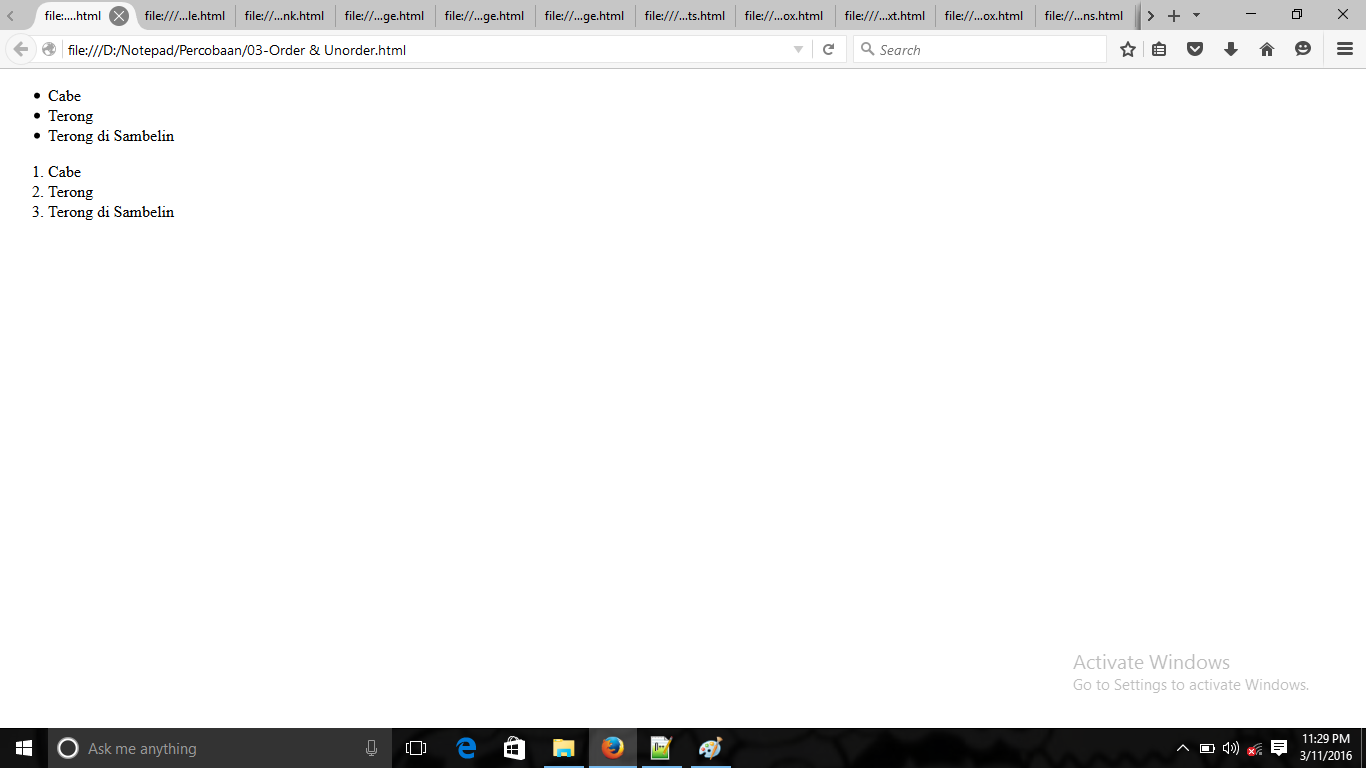 file:....html file:///...le.html file://...nk.html file://...ge.html file://...ge.html file://...ge.html file:///...ts.html file://...ox.html file:///...xt.html file://...ox.html file://...ns.html
file:///D:/Notepad/Percobaan/03-Order & Unorder.html Search
• Cabe
• Terong
• Terong di Sambelin
1. Cabe
2. Terong
3. Terong di Sambelin
Activate Windows
Go to Settings to activate Windows.
Ask me anything
11:29 PM
3/11/2016